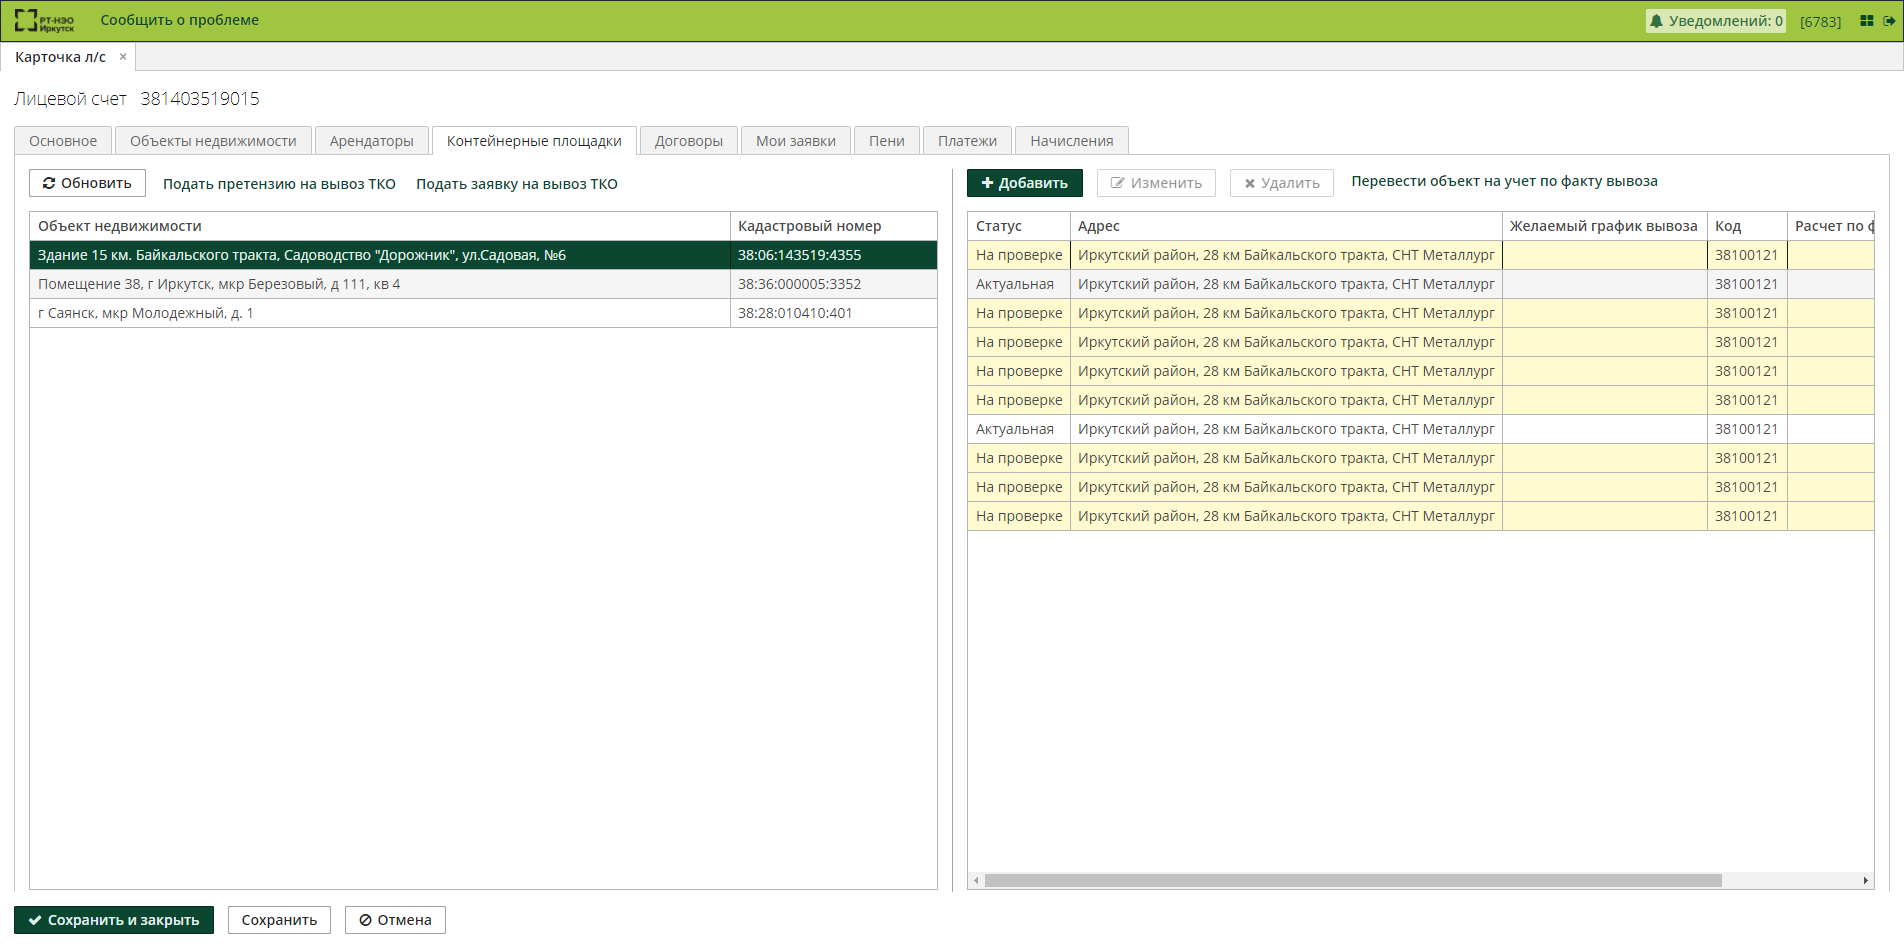 РТ-НЭО
Иркутск
Сообщить о проблеме
Уведомлений: 0
[6783]
Карточка л/с ×
Лицевой счет 381403519015
Основное Объекты недвижимости Арендаторы Контейнерные площадки Договоры Мои заявки Пени Платежи Начисления
Обновить Подать претензию на вывоз ТКО Подать заявку на вывоз ТКО
Объект недвижимости Кадастровый номер
Здание 15 км. Байкальского тракта, Садоводство "Дорожник", ул.Садовая, №6 38:06:143519:4355
Помещение 38, г Иркутск, мкр Березовый, д 111, кв 4 38:36:000005:3352
г Саянск, мкр Молодежный, д. 1 38:28:010410:401
Добавить Изменить Удалить Перевести объект на учет по факту вывоза
Статус Адрес Желаемый график вывоза Код Расчет по ф
На проверке Иркутский район, 28 км Байкальского тракта, СНТ Металлург 38100121
Актуальная Иркутский район, 28 км Байкальского тракта, СНТ Металлург 38100121
На проверке Иркутский район, 28 км Байкальского тракта, СНТ Металлург 38100121
На проверке Иркутский район, 28 км Байкальского тракта, СНТ Металлург 38100121
На проверке Иркутский район, 28 км Байкальского тракта, СНТ Металлург 38100121
На проверке Иркутский район, 28 км Байкальского тракта, СНТ Металлург 38100121
Актуальная Иркутский район, 28 км Байкальского тракта, СНТ Металлург 38100121
На проверке Иркутский район, 28 км Байкальского тракта, СНТ Металлург 38100121
На проверке Иркутский район, 28 км Байкальского тракта, СНТ Металлург 38100121
На проверке Иркутский район, 28 км Байкальского тракта, СНТ Металлург 38100121
Сохранить и закрыть Сохранить Отмена